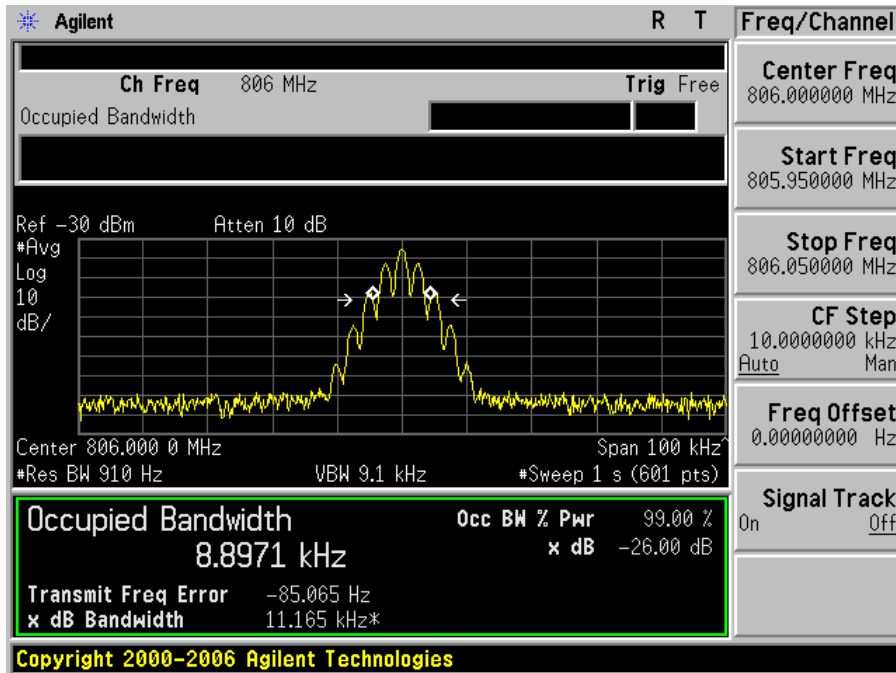 Agilent R T Freq/Channel
Ch Freq 806 MHz Trig Free
Occupied Bandwidth
Center Freq
806.000000 MHz
Start Freq
805.950000 MHz
Stop Freq
806.050000 MHz
CF Step
10.0000000 kHz
Auto Man
Freq Offset
0.00000000 Hz
Signal Track
On Off
Ref -30 dBm Atten 10 dB
#Avg
Log
10
dB/
Center 806.000 0 MHz Span 100 kHz^
#Res BW 910 Hz VBW 9.1 kHz #Sweep 1 s (601 pts)
Occupied Bandwidth Occ BW % Pwr 99.00 %
8.8971 kHz x dB -26.00 dB
Transmit Freq Error -85.065 Hz
x dB Bandwidth 11.165 kHz*
Copyright 2000-2006 Agilent Technologies